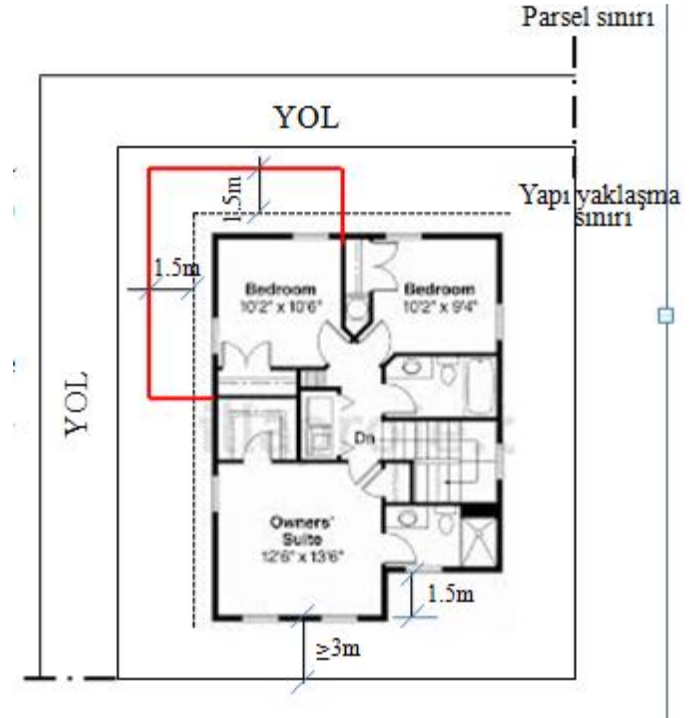 Parsel sınırı
YOL
1.5m
Yapı yaklaşma
sınırı
1.5m
Bedroom
10'2" x 10'6"
Bedroom
10'2" x 9'4"
YOL
Dn
Owners'
Suite
12'6" x 13'6"
1.5m
≥3m